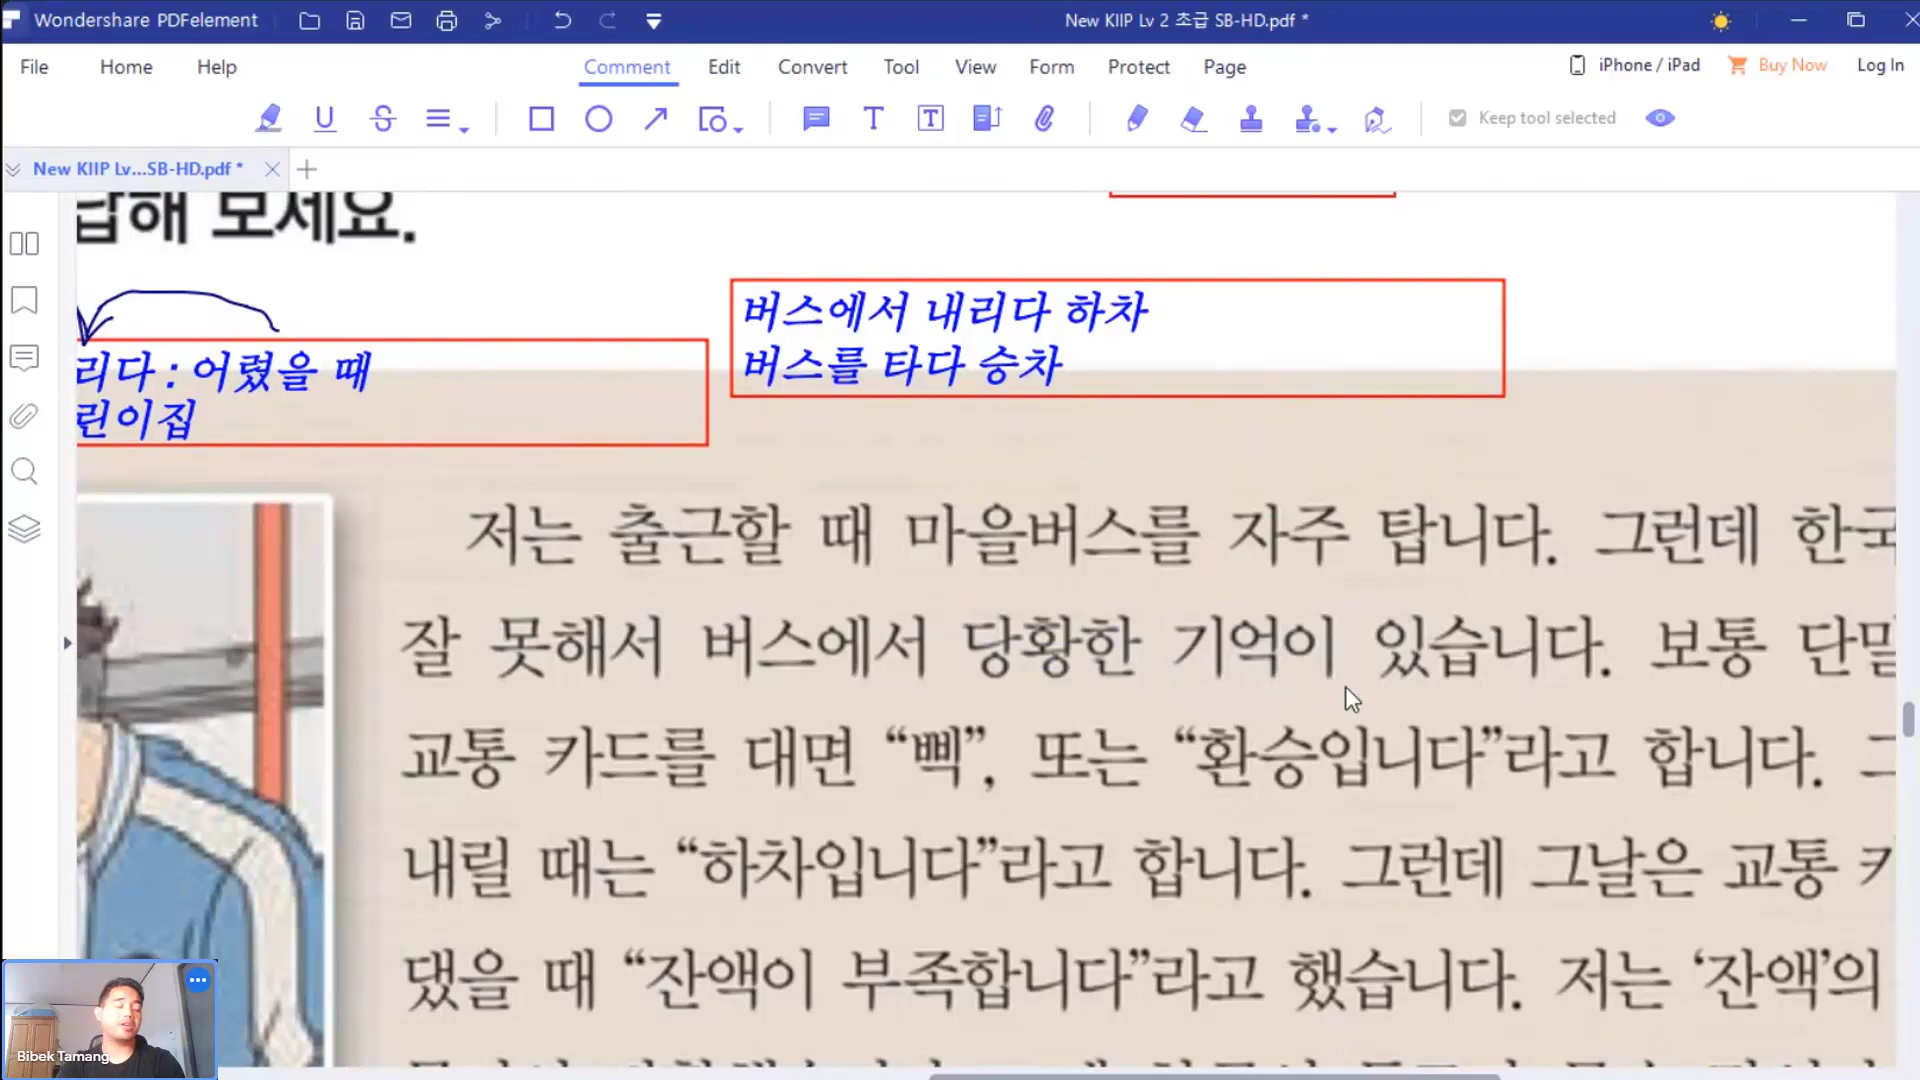 Wondershare PDFelement
New KIIP Lv 2 초급 SB-HD.pdf *
File Home Help Comment Edit Convert Tool View Form Protect Page iPhone / iPad Buy Now Log In
Keep tool selected
New KIIP Lv...SB-HD.pdf *
답해 보세요.
버스에서 내리다 하차
버스를 타다 승차
리다 : 어렸을 때
린이집
저는 출근할 때 마을버스를 자주 탑니다. 그런데 한국
잘 못해서 버스에서 당황한 기억이 있습니다. 보통
교통 카드를 대면 “삑”, 또는 “환승입니다”라고 합니다.
내릴 때는 “하차입니다”라고 합니다. 그런데 그날은 교통
댔을 때 “잔액이 부족합니다”라고 했습니다. 저는 ‘잔액’의
Bibek Tamang